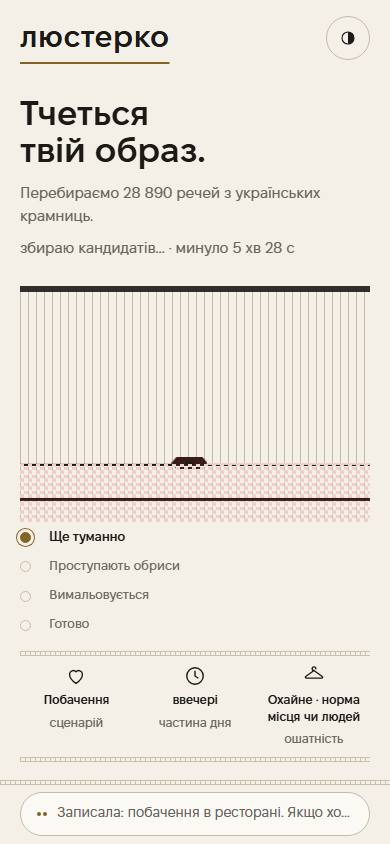 люстерко
Тчеться
твій образ.
Перебираємо 28 890 речей з українських
крамниць.
збираю кандидатів... · минуло 5 хв 28 с
Ще туманно
Проступають обриси
Вимальовується
Готово
Побачення
сценарій
ввечері
частина дня
Охайне · норма
місця чи людей
ошатність
Записала: побачення в ресторані. Якщо хо...